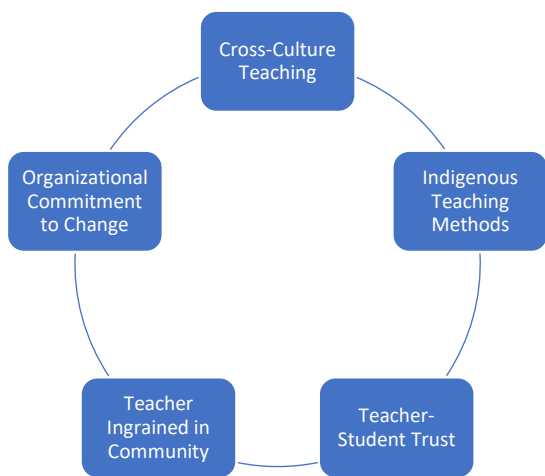 Cross-Culture
Teaching
Indigenous
Teaching
Methods
Teacher-
Student Trust
Teacher
Ingrained in
Community
Organizational
Commitment
to Change